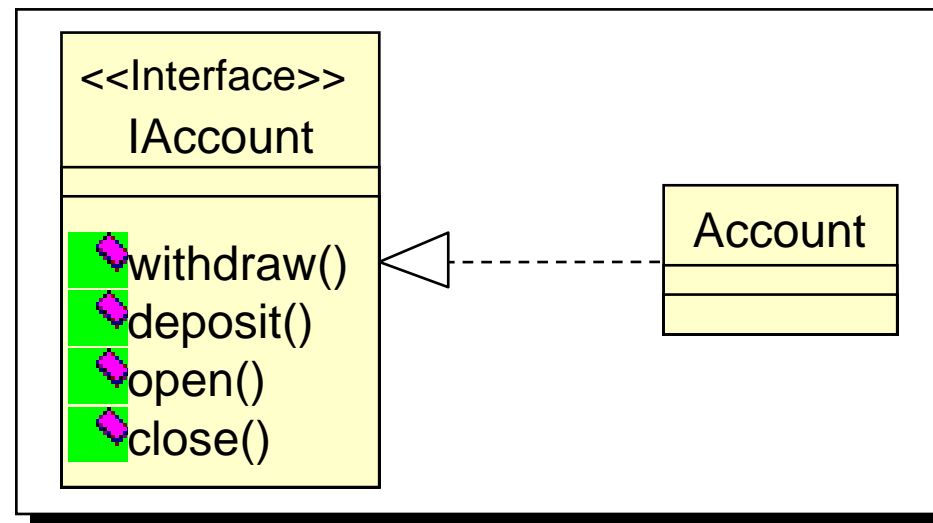 <<Interface>>
IAccount
withdraw()
deposit()
open()
close()
Account